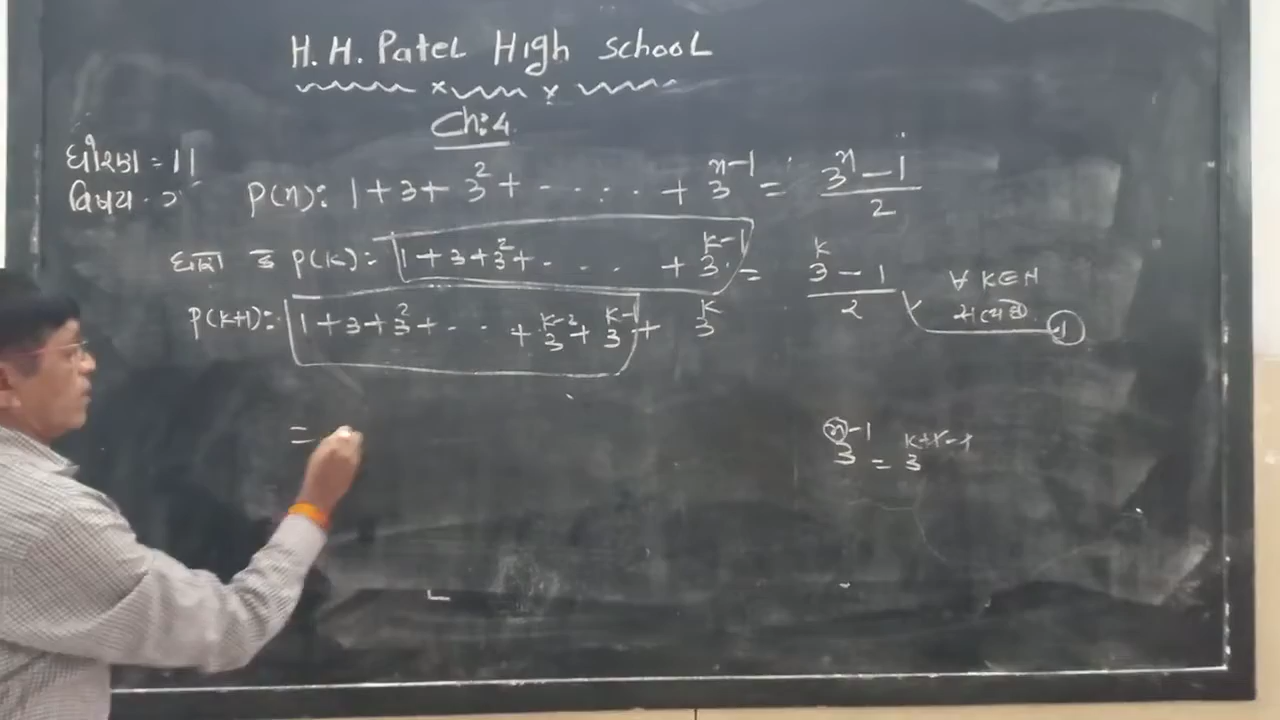 H. H. Patel High School
Ch:4
ધોરણ = 11
વિષય.
P(n): 1 + 3 + 3² + - . . . . + 3ⁿ⁻¹ = (3ⁿ - 1)/2
ધારો કે P(k): 1 + 3 + 3² + - . . . + 3ᵏ⁻¹ = (3ᵏ - 1)/2 ∀ K∈N
સત્ય છે. ૧
P(k+1): 1 + 3 + 3² + - . . + 3ᵏ⁻² + 3ᵏ⁻¹ + 3ᵏ
=
3ⁿ⁻¹ = 3ᵏ⁺¹⁻¹